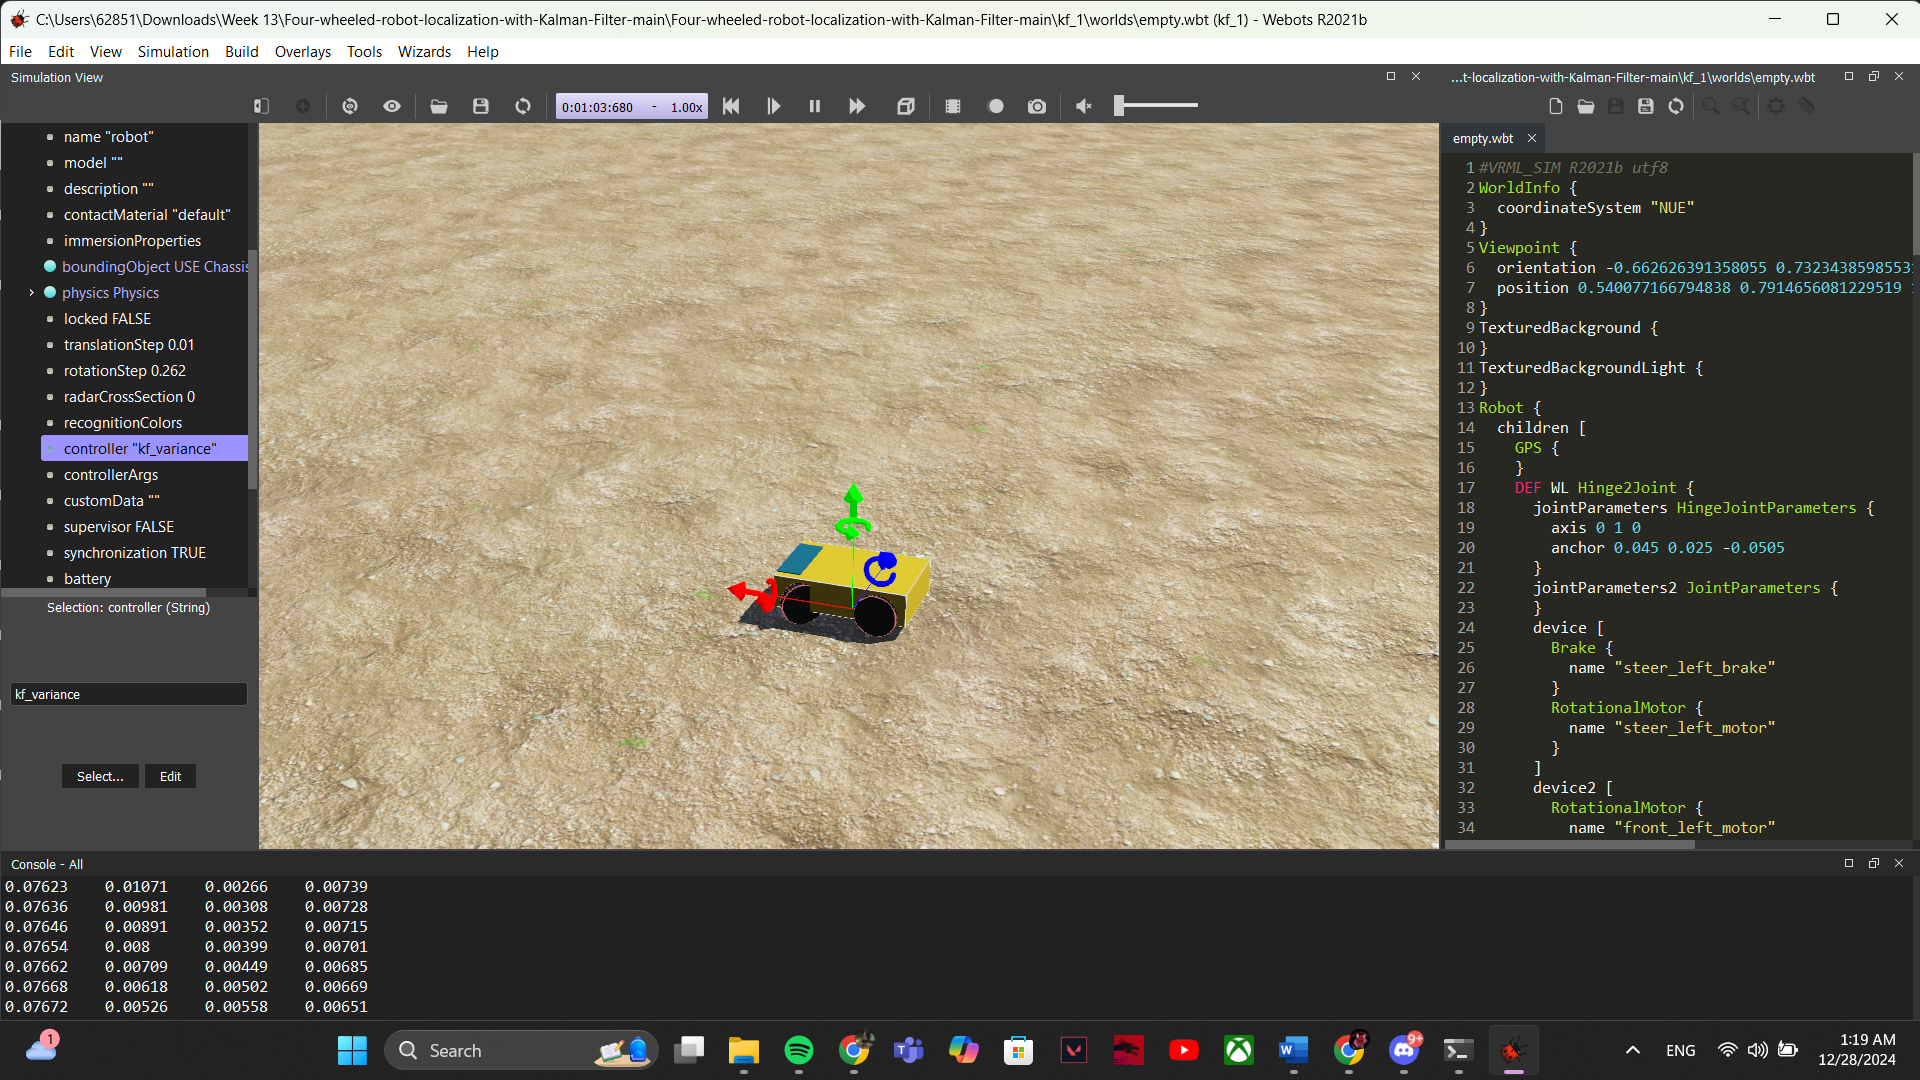 C:\Users\62851\Downloads\Week 13\Four-wheeled-robot-localization-with-Kalman-Filter-main\Four-wheeled-robot-localization-with-Kalman-Filter-main\kf_1\worlds\empty.wbt (kf_1) - Webots R2021b
File Edit View Simulation Build Overlays Tools Wizards Help
Simulation View
...t-localization-with-Kalman-Filter-main\kf_1\worlds\empty.wbt
0:01:03:680 - 1.00x
name "robot"
model ""
description ""
contactMaterial "default"
immersionProperties
boundingObject USE Chassis
physics Physics
locked FALSE
translationStep 0.01
rotationStep 0.262
radarCrossSection 0
recognitionColors
controller "kf_variance"
controllerArgs
customData ""
supervisor FALSE
synchronization TRUE
battery
Selection: controller (String)
kf_variance
Select... Edit
empty.wbt
1 #VRML_SIM R2021b utf8
2 WorldInfo {
3 coordinateSystem "NUE"
4 }
5 Viewpoint {
6 orientation -0.662626391358055 0.732343859855
7 position 0.540077166794838 0.7914656081229519
8 }
9 TexturedBackground {
10 }
11 TexturedBackgroundLight {
12 }
13 Robot {
14 children [
15 GPS {
16 }
17 DEF WL Hinge2Joint {
18 jointParameters HingeJointParameters {
19 axis 0 1 0
20 anchor 0.045 0.025 -0.0505
21 }
22 jointParameters2 JointParameters {
23 }
24 device [
25 Brake {
26 name "steer_left_brake"
27 }
28 RotationalMotor {
29 name "steer_left_motor"
30 }
31 ]
32 device2 [
33 RotationalMotor {
34 name "front_left_motor"
Console - All
0.07623 0.01071 0.00266 0.00739
0.07636 0.00981 0.00308 0.00728
0.07646 0.00891 0.00352 0.00715
0.07654 0.008 0.00399 0.00701
0.07662 0.00709 0.00449 0.00685
0.07668 0.00618 0.00502 0.00669
0.07672 0.00526 0.00558 0.00651
1
Search
9+
ENG
1:19 AM
12/28/2024